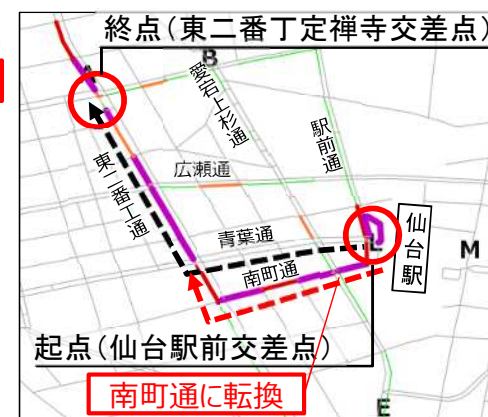 終点(東二番丁定禅寺交差点)
A
B
愛宕上杉通
駅前通
東二番丁通
広瀬通
仙台駅
青葉通
L
M
南町通
起点(仙台駅前交差点)
南町通に転換
E